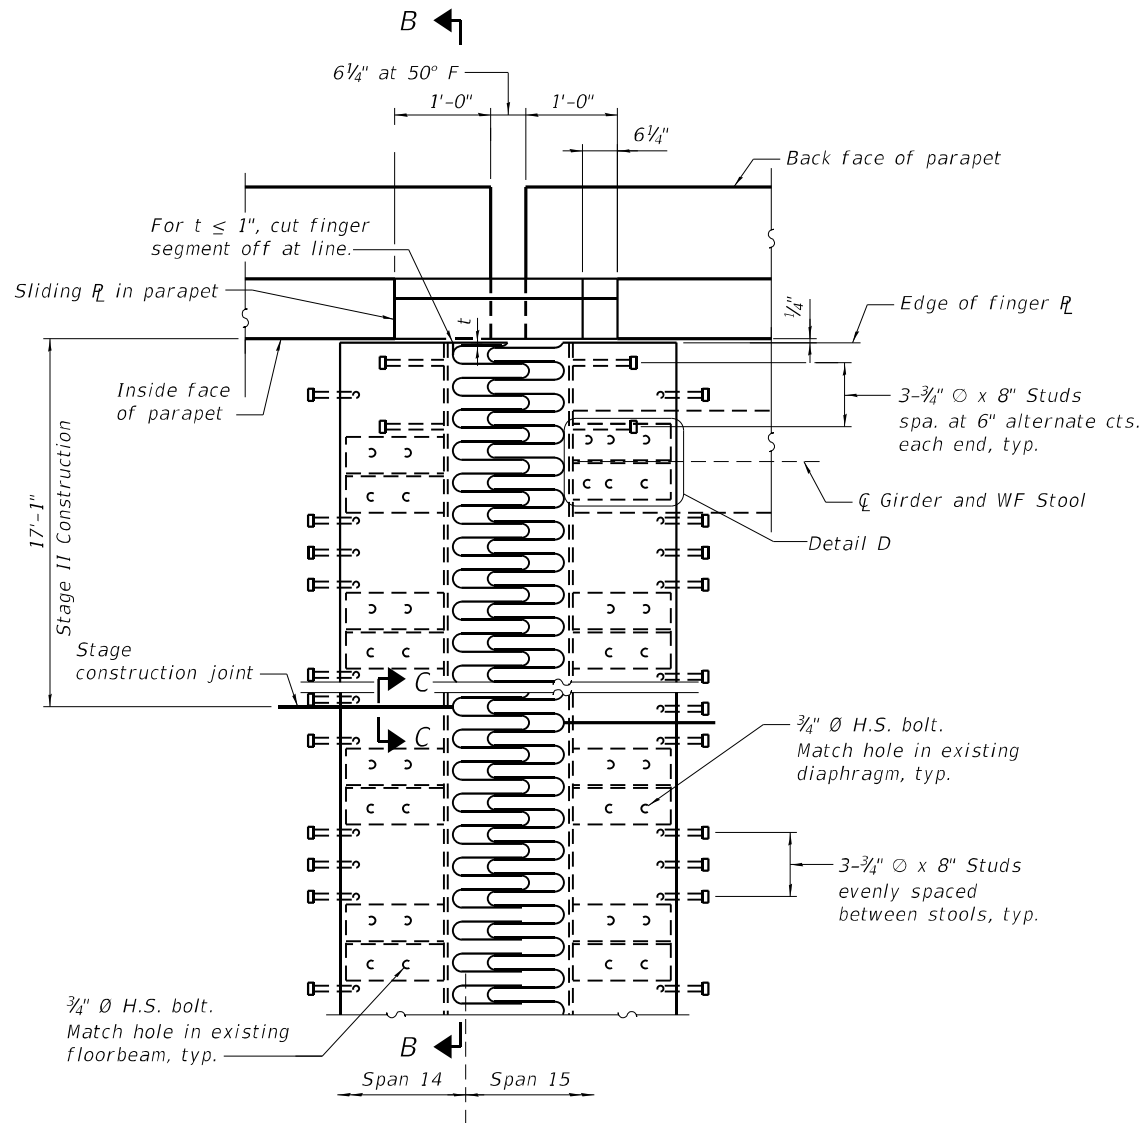 B
6¼" at 50° F
1'-0"
1'-0"
6¼"
Back face of parapet
For t ≤ 1", cut finger
segment off at line.
Sliding ℙL in parapet
t
¼"
Edge of finger ℙL
Inside face
of parapet
3-¾" ∅ x 8" Studs
spa. at 6" alternate cts.
each end, typ.
17'-1"
Stage II Construction
℄ Girder and WF Stool
Detail D
Stage
construction joint
C
C
¾" Ø H.S. bolt.
Match hole in existing
diaphragm, typ.
3-¾" ∅ x 8" Studs
evenly spaced
between stools, typ.
¾" Ø H.S. bolt.
Match hole in existing
floorbeam, typ.
B
Span 14
Span 15